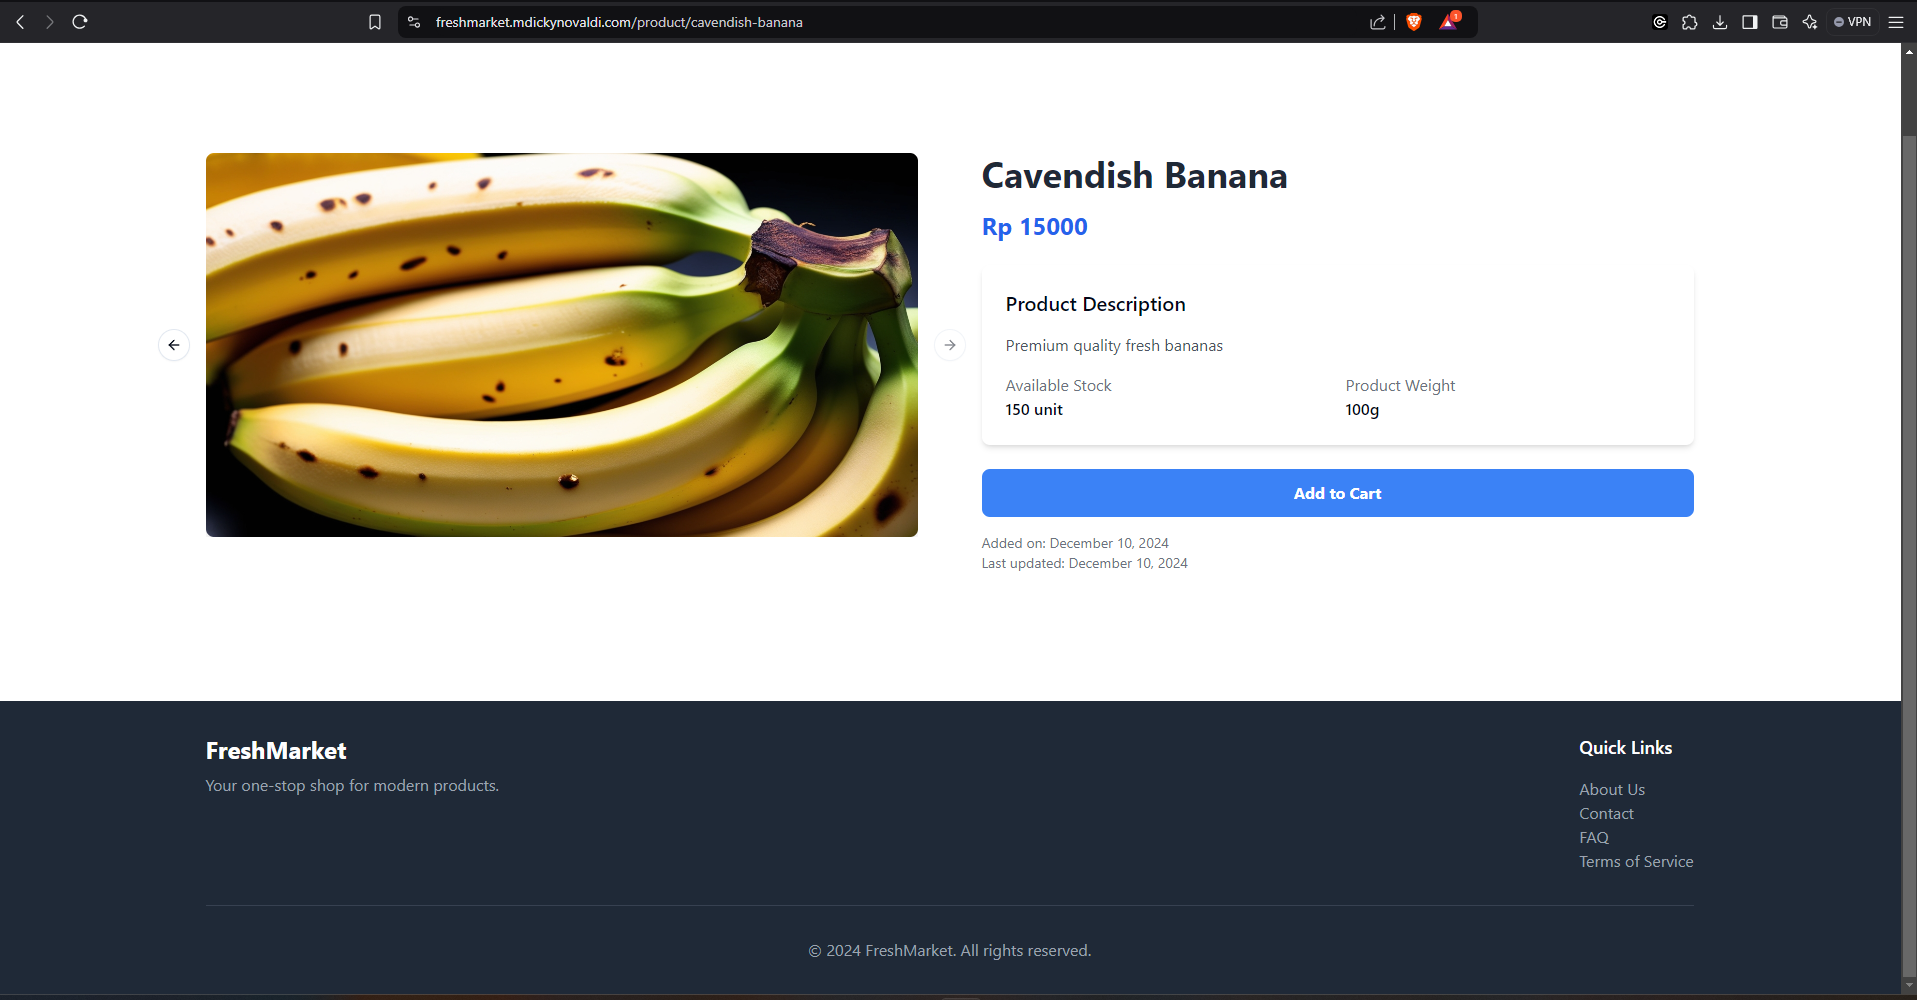 freshmarket.mdickynovaldi.com/product/cavendish-banana
1
VPN
Cavendish Banana
Rp 15000
Product Description
Premium quality fresh bananas
Available Stock
Product Weight
150 unit
100g
Add to Cart
Added on: December 10, 2024
Last updated: December 10, 2024
FreshMarket
Your one-stop shop for modern products.
Quick Links
About Us
Contact
FAQ
Terms of Service
© 2024 FreshMarket. All rights reserved.